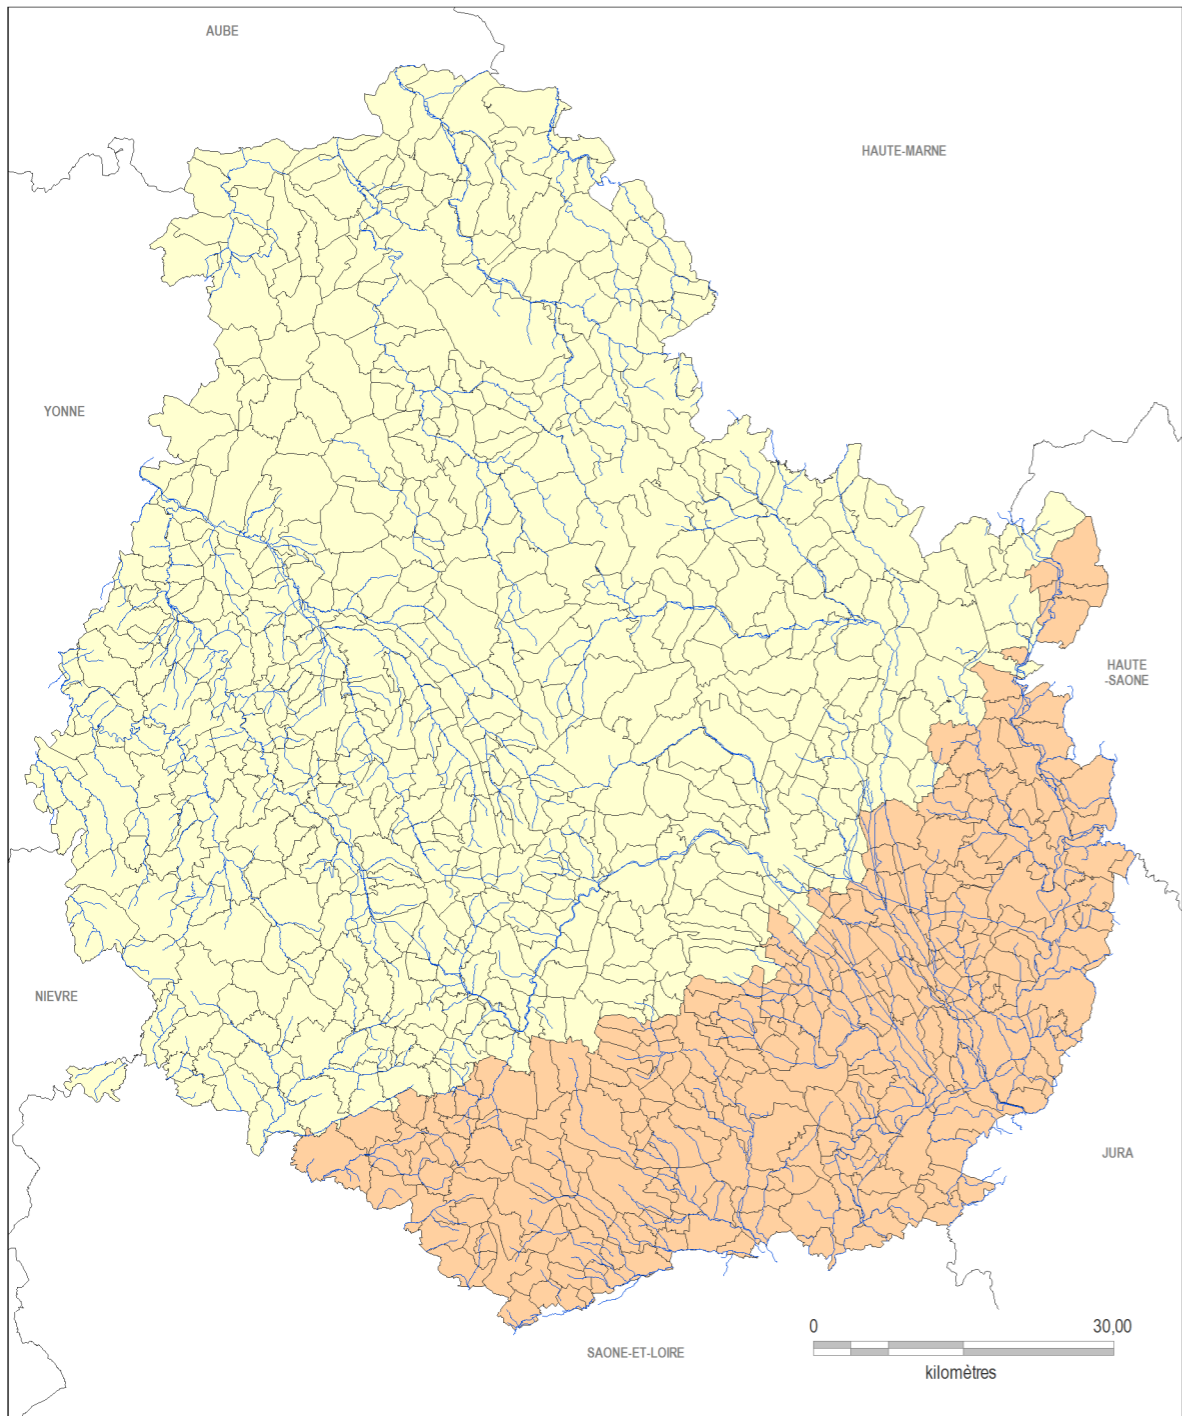 AUBE
HAUTE-MARNE
YONNE
HAUTE
-SAONE
NIEVRE
JURA
0 30,00
kilomètres
SAONE-ET-LOIRE